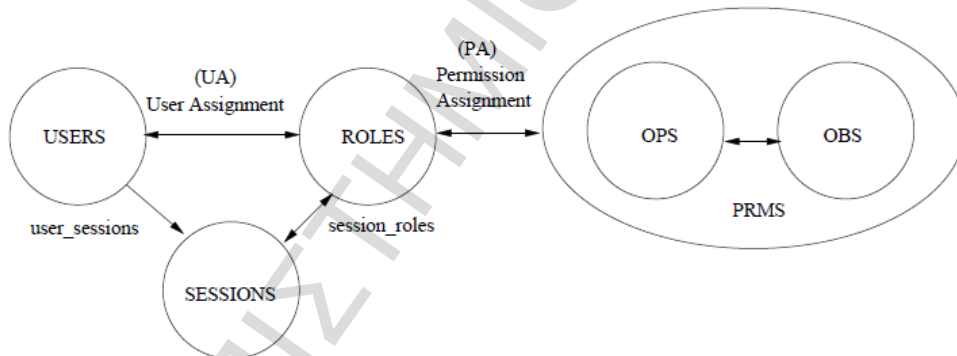 (UA)
User Assignment
(PA)
Permission
Assignment
USERS
ROLES
OPS
OBS
PRMS
user_sessions
session_roles
SESSIONS